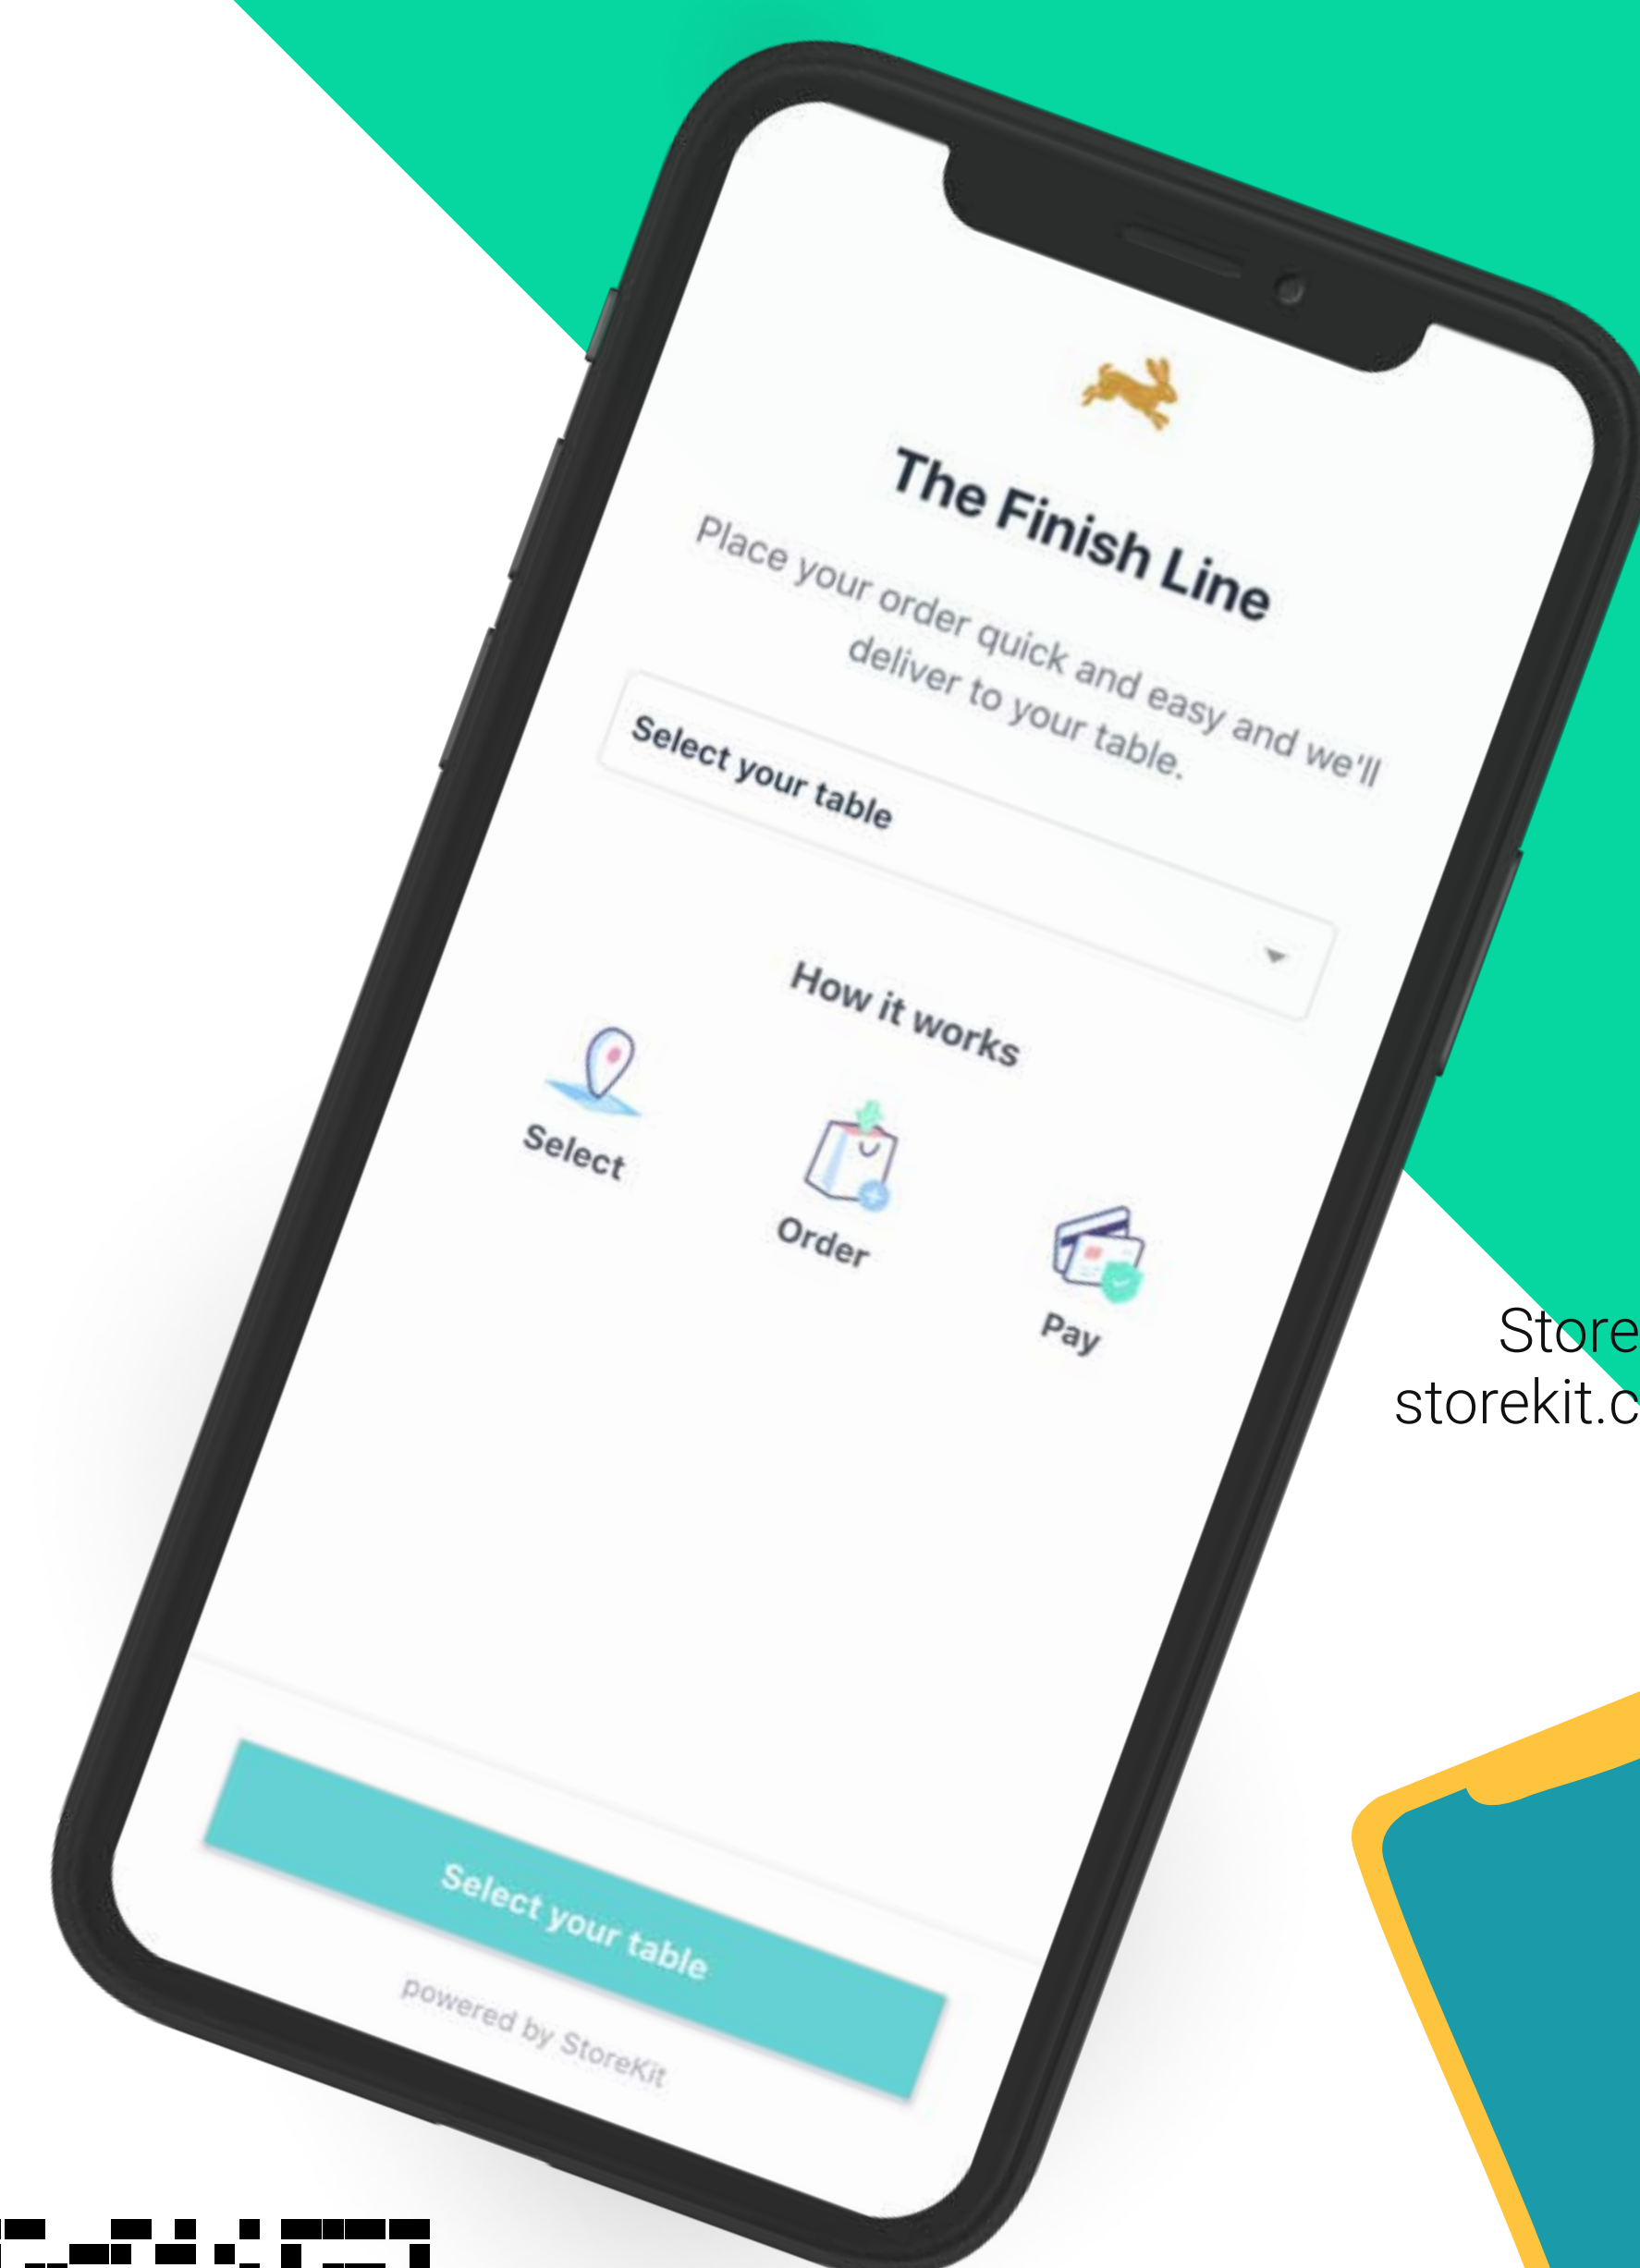 The Finish Line
Place your order quick and easy and we'll
deliver to your table.
Select your table
How it works
Select
Order
Pay
Store
storekit.c
Select your table
powered by StoreKit